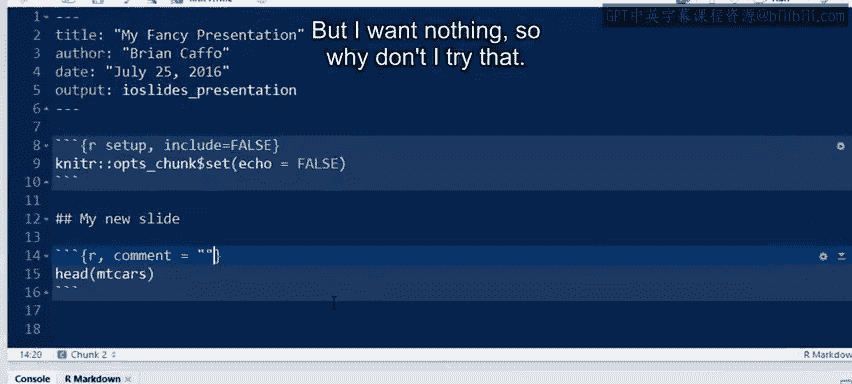 But I want nothing, so
why don't I try that.
GPT中英字幕课程资源@bilibili.com
1 ---
2 title: "My Fancy Presentation"
3 author: "Brian Caffo"
4 date: "July 25, 2016"
5 output: ioslides_presentation
6 ---
7
8 ```{r setup, include=FALSE}
9 knitr::opts_chunk$set(echo = FALSE)
10 ```
11
12 ## My new slide
13
14 ```{r, comment = ""}
15 head(mtcars)
16 ```
17
18
14:20 C Chunk 2 R Markdow
Console R Markdown ×